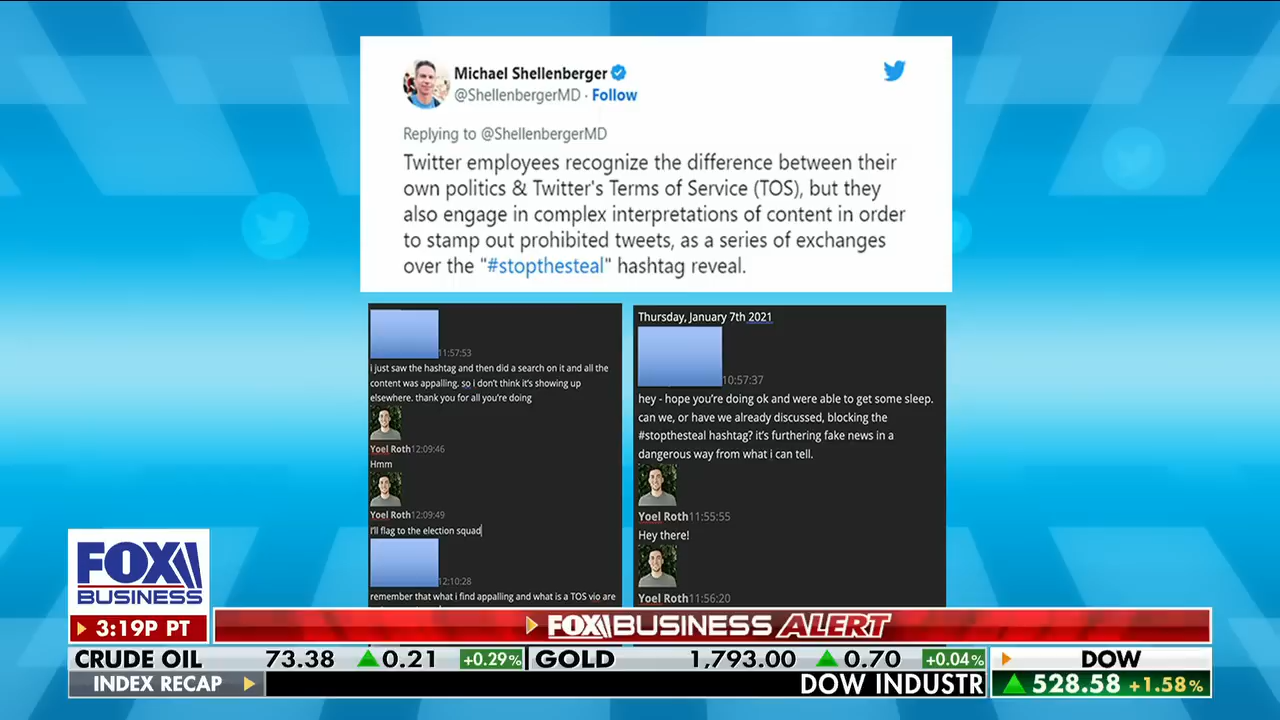 Michael Shellenberger
@ShellenbergerMD · Follow
Replying to @ShellenbergerMD
Twitter employees recognize the difference between their
own politics & Twitter's Terms of Service (TOS), but they
also engage in complex interpretations of content in order
to stamp out prohibited tweets, as a series of exchanges
over the "#stopthesteal" hashtag reveal.
11:57:53
i just saw the hashtag and then did a search on it and all the
content was appalling. so i don't think it's showing up
elsewhere. thank you for all you're doing
Yoel Roth 12:09:46
Hmm
Yoel Roth 12:09:49
I'll flag to the election squad
12:10:28
remember that what i find appalling and what is a TOS vio are
Thursday, January 7th 2021
10:57:37
hey - hope you're doing ok and were able to get some sleep.
can we, or have we already discussed, blocking the
#stopthesteal hashtag? it's furthering fake news in a
dangerous way from what i can tell.
Yoel Roth 11:55:55
Hey there!
Yoel Roth 11:56:20
FOX
BUSINESS
3:19P PT
FOX BUSINESS ALERT
CRUDE OIL 73.38 0.21 +0.29% GOLD 1,793.00 0.70 +0.04% DOW
INDEX RECAP DOW INDUSTR 528.58 +1.58%